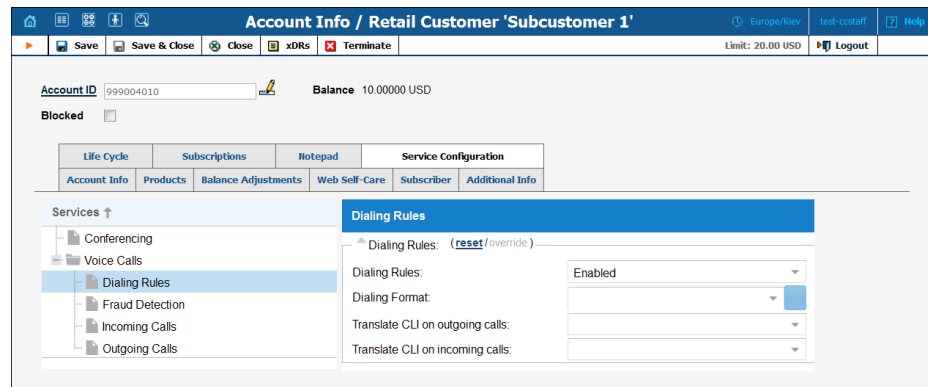 Account Info / Retail Customer 'Subcustomer 1'
Europe/Kiev
test-ccstaff
? Help
Save
Save & Close
Close
xDRs
Terminate
Limit: 20.00 USD
Logout
Account ID 999004010
Balance 10.00000 USD
Blocked
Life Cycle Subscriptions Notepad Service Configuration
Account Info Products Balance Adjustments Web Self-Care Subscriber Additional Info
Services
Conferencing
Voice Calls
Dialing Rules
Fraud Detection
Incoming Calls
Outgoing Calls
Dialing Rules
Dialing Rules: (reset/override)
Dialing Rules: Enabled
Dialing Format:
Translate CLI on outgoing calls:
Translate CLI on incoming calls: